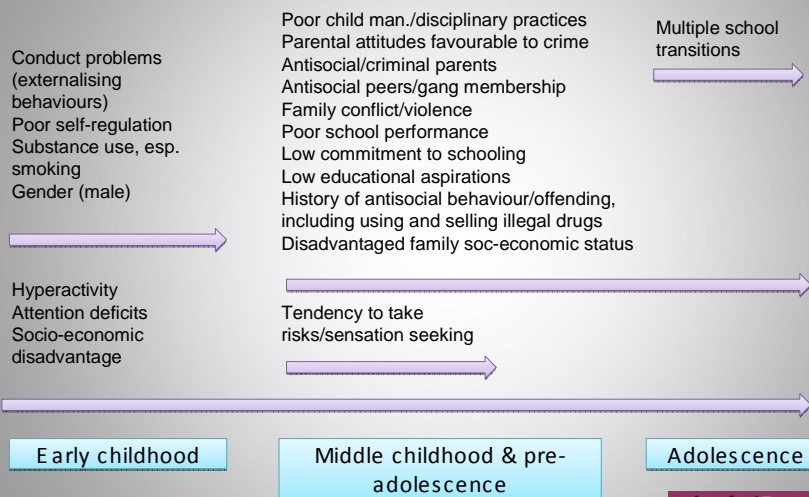 Conduct problems
(externalising
behaviours)
Poor self-regulation
Substance use, esp.
smoking
Gender (male)
Hyperactivity
Attention deficits
Socio-economic
disadvantage
Poor child man./disciplinary practices
Parental attitudes favourable to crime
Antisocial/criminal parents
Antisocial peers/gang membership
Family conflict/violence
Poor school performance
Low commitment to schooling
Low educational aspirations
History of antisocial behaviour/offending,
including using and selling illegal drugs
Disadvantaged family soc-economic status
Tendency to take
risks/sensation seeking
Multiple school
transitions
Early childhood
Middle childhood & pre-
adolescence
Adolescence